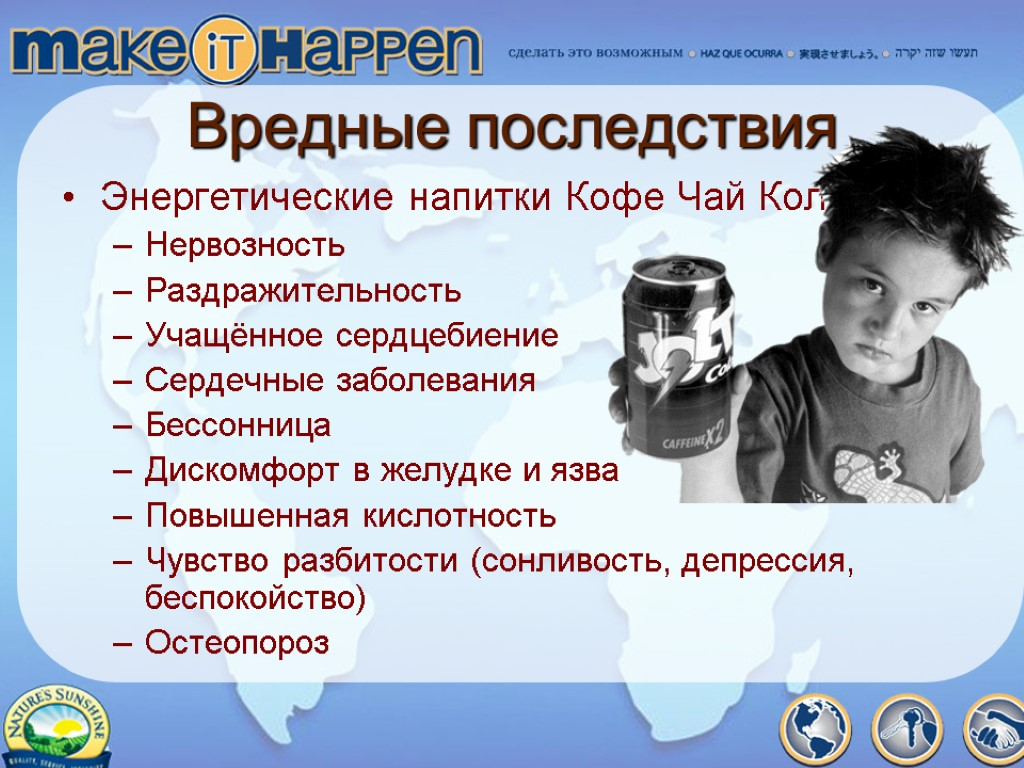 make iT Happen
сделать это возможным ● HAZ QUE OCURRA ● 実現させましょう。 ● תעשו שזה יקרה
Вредные последствия
• Энергетические напитки Кофе Чай Кол
– Нервозность
– Раздражительность
– Учащённое сердцебиение
– Сердечные заболевания
– Бессонница
– Дискомфорт в желудке и язва
– Повышенная кислотность
– Чувство разбитости (сонливость, депрессия,
беспокойство)
– Остеопороз
JOLT
CAFFEINE X2
NATURE'S SUNSHINE